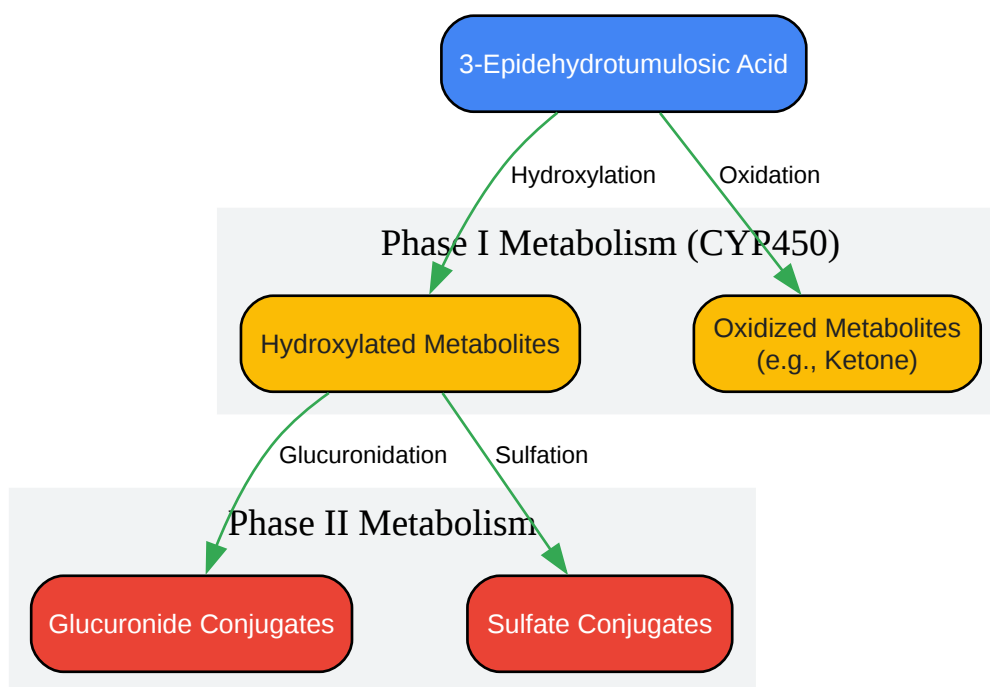 3-Epidehydrotumulosic Acid
Hydroxylation
Oxidation
Phase I Metabolism (CYP450)
Hydroxylated Metabolites
Oxidized Metabolites
(e.g., Ketone)
Glucuronidation
Sulfation
Phase II Metabolism
Glucuronide Conjugates
Sulfate Conjugates